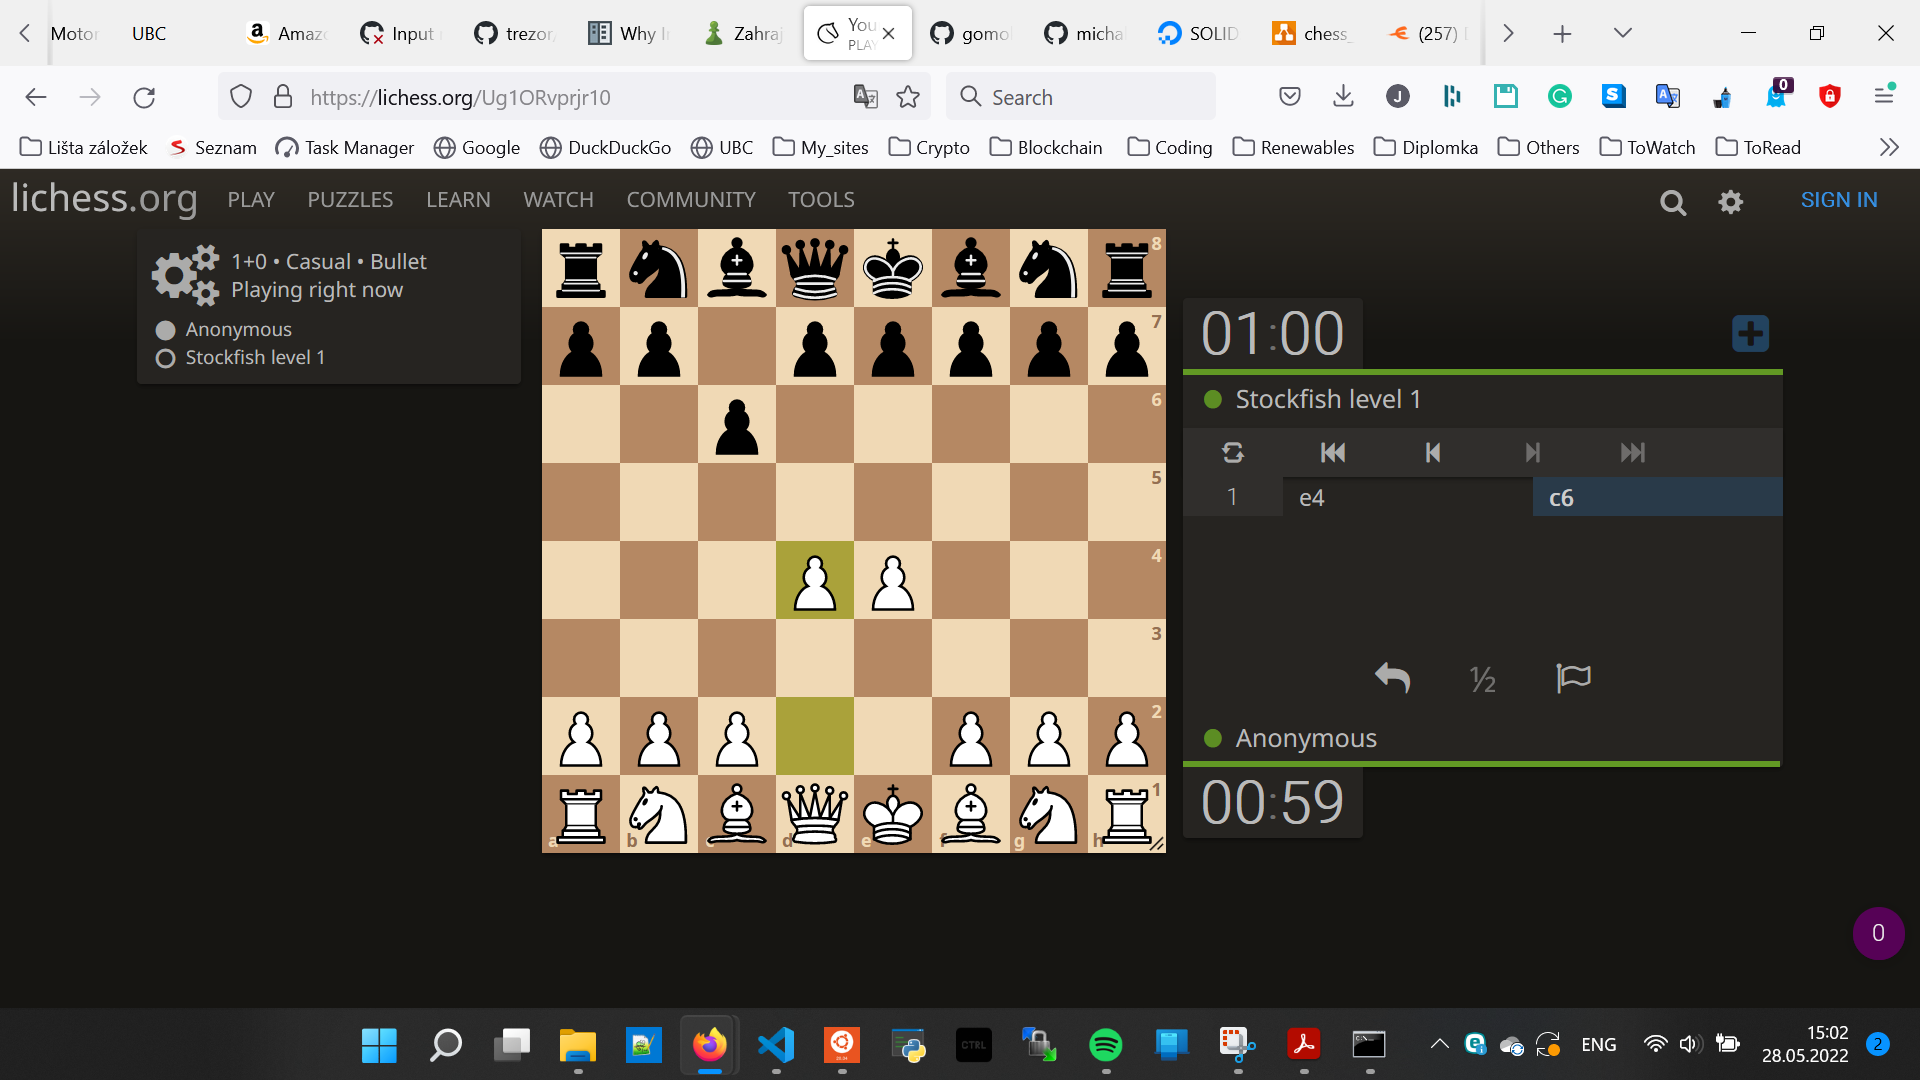 Motor
UBC
Amaz
Input
trezor
Why I
Zahraj
You
PLAY
gomo
micha
SOLID
chess_
(257)
https://lichess.org/Ug1ORvprjr10
Search
0
Lišta záložek
Seznam
Task Manager
Google
DuckDuckGo
UBC
My_sites
Crypto
Blockchain
Coding
Renewables
Diplomka
Others
ToWatch
ToRead
lichess.org
PLAY
PUZZLES
LEARN
WATCH
COMMUNITY
TOOLS
SIGN IN
1+0 • Casual • Bullet
Playing right now
Anonymous
Stockfish level 1
8
7
6
5
4
3
2
1
a
b
c
d
e
f
g
h
01:00
Stockfish level 1
1 e4 c6
½
Anonymous
00:59
0
CTRL
ENG
15:02
28.05.2022
2